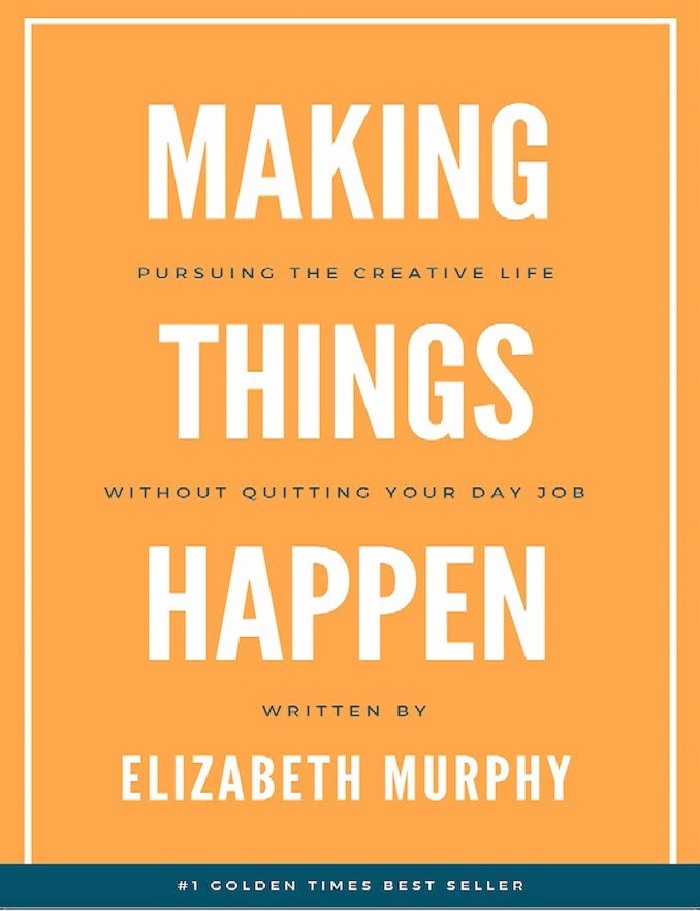 MAKING
PURSUING THE CREATIVE LIFE
THINGS
WITHOUT QUITTING YOUR DAY JOB
HAPPEN
WRITTEN BY
ELIZABETH MURPHY
#1 GOLDEN TIMES BEST SELLER